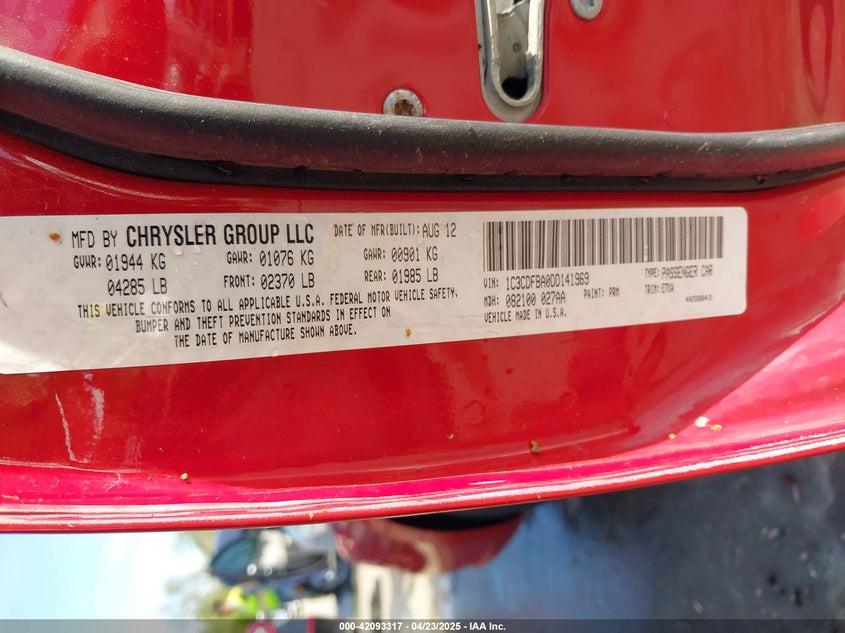 MFD BY CHRYSLER GROUP LLC DATE OF MFR(BUILT): AUG 12
GVWR: 01944 KG GAWR: 01076 KG GAWR: 00901 KG
04285 LB FRONT: 02370 LB REAR: 01985 LB
THIS VEHICLE CONFORMS TO ALL APPLICABLE U.S.A. FEDERAL MOTOR VEHICLE SAFETY,
BUMPER AND THEFT PREVENTION STANDARDS IN EFFECT ON
THE DATE OF MANUFACTURE SHOWN ABOVE.
VIN: 1C3CDFBA0DD141969 TYPE: PASSENGER CAR
MDH: 082100 027AA PAINT: PRM TRIM: E7XA
VEHICLE MADE IN U.S.A. 4658843
000-42093317 - 04/23/2025 - IAA Inc.